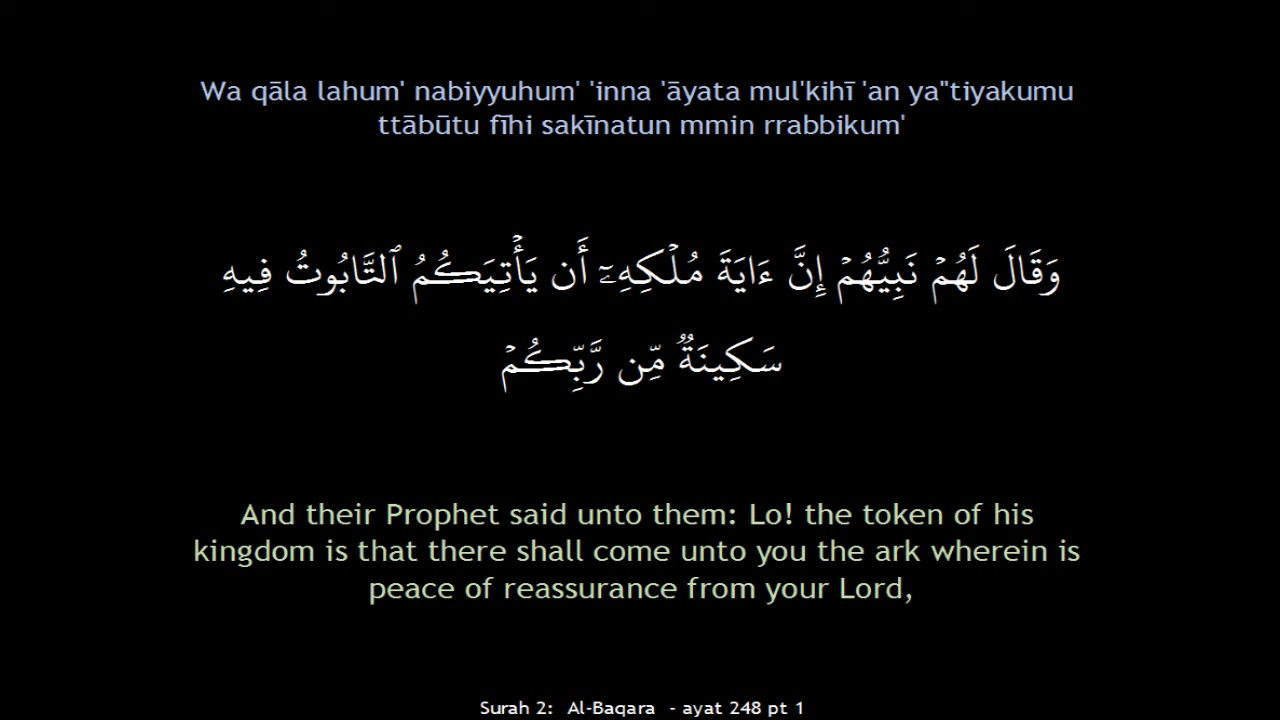 Wa qāla lahum' nabiyyuhum' 'inna 'āyata mul'kihī 'an ya"tiyakumu
ttābūtu fīhi sakīnatun mmin rrabbikum'
وَقَالَ لَهُمۡ نَبِيُّهُمۡ إِنَّ ءَايَةَ مُلۡكِهِۦٓ أَن يَأۡتِيَكُمُ ٱلتَّابُوتُ فِيهِ
سَكِينَةٌ مِّن رَّبِّكُمۡ
And their Prophet said unto them: Lo! the token of his
kingdom is that there shall come unto you the ark wherein is
peace of reassurance from your Lord,
Surah 2: Al-Baqara - ayat 248 pt 1